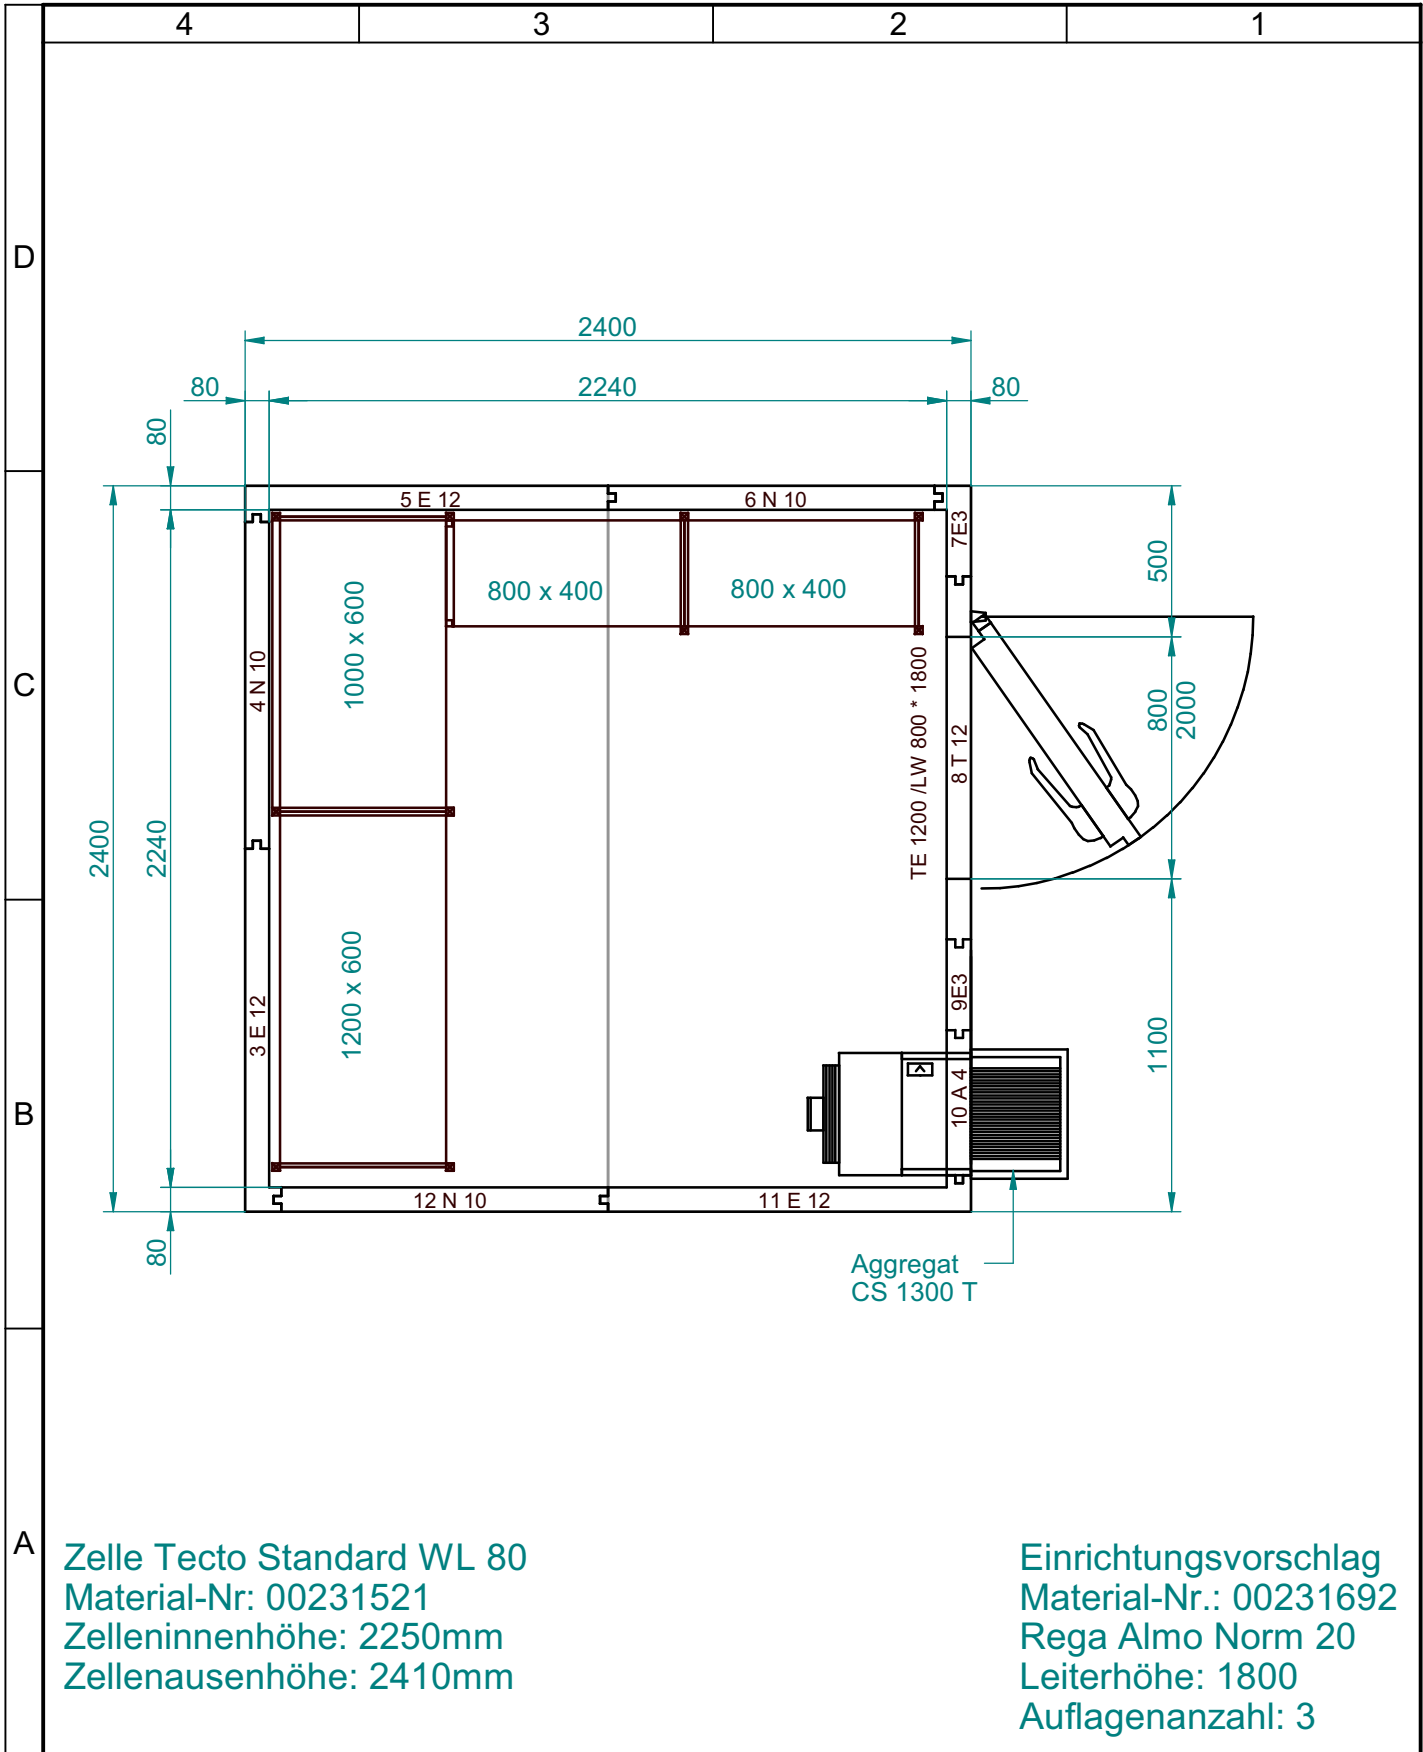 4 3 2 1
D
2400
80 2240 80
80
5 E 12 6 N 10
7E3
500
800 x 400 800 x 400
1000 x 600
4 N 10
C
TE 1200 /LW 800 * 1800
8 T 12
800
2000
2400
2240
1200 x 600
3 E 12
9E3
1100
10 A 4
B
12 N 10 11 E 12
80
Aggregat
CS 1300 T
A
Zelle Tecto Standard WL 80
Material-Nr: 00231521
Zelleninnenhöhe: 2250mm
Zellenausenhöhe: 2410mm
Einrichtungsvorschlag
Material-Nr.: 00231692
Rega Almo Norm 20
Leiterhöhe: 1800
Auflagenanzahl: 3